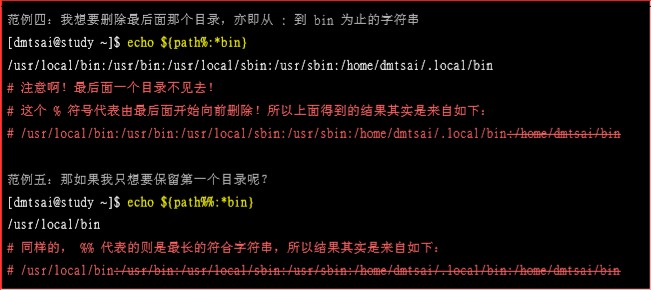 范例四：我想要删除最后面那个目录，亦即从 : 到 bin 为止的字符串
[dmtsai@study ~]$ echo ${path%:*bin}
/usr/local/bin:/usr/bin:/usr/local/sbin:/usr/sbin:/home/dmtsai/.local/bin
# 注意啊！最后面一个目录不见去！
# 这个 % 符号代表由最后面开始向前删除！所以上面得到的结果其实是来自如下：
# /usr/local/bin:/usr/bin:/usr/local/sbin:/usr/sbin:/home/dmtsai/.local/bin:/home/dmtsai/bin
范例五：那如果我只想要保留第一个目录呢？
[dmtsai@study ~]$ echo ${path%%:*bin}
/usr/local/bin
# 同样的， %% 代表的则是最长的符合字串，所以结果其实是来自如下：
# /usr/local/bin:/usr/bin:/usr/local/sbin:/usr/sbin:/home/dmtsai/.local/bin:/home/dmtsai/bin